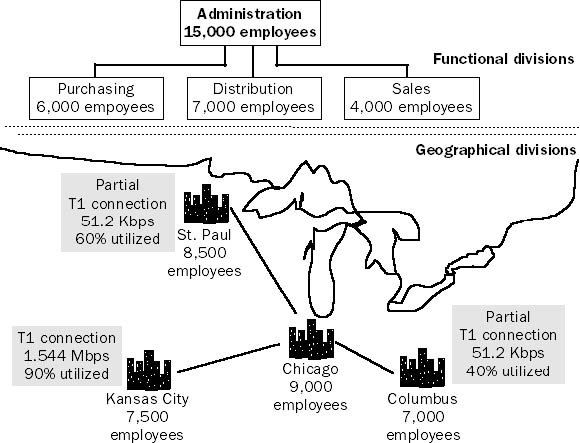 Administration
15,000 employees
Functional divisions
Purchasing
6,000 empoyees
Distribution
7,000 employees
Sales
4,000 employees
Geographical divisions
Partial
T1 connection
51.2 Kbps
60% utilized
St. Paul
8,500
employees
T1 connection
1.544 Mbps
90% utilized
Kansas City
7,500
employees
Chicago
9,000
employees
Partial
T1 connection
51.2 Kbps
40% utilized
Columbus
7,000
employees